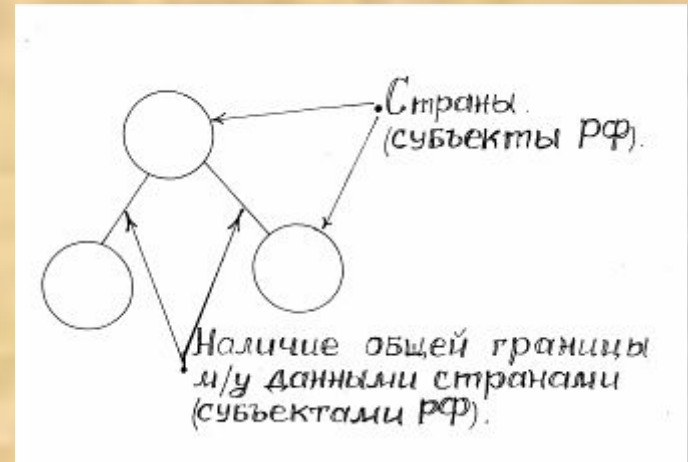 Страны.
(субъекты РФ).
Наличие общей границы
м/у данными странами
(субъектами РФ).